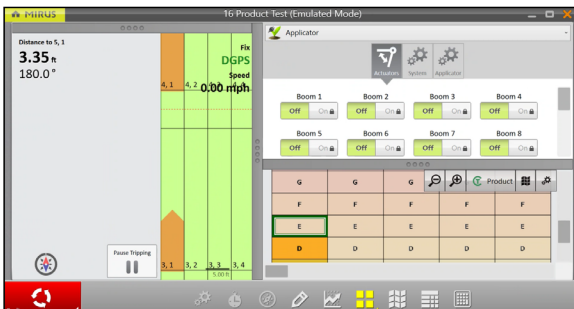 MIRUS
16 Product Test (Emulated Mode)
Distance to 5, 1
3.35 ft
180.0°
Fix
DGPS
Speed
0.00 mph
4, 1
4, 2
Pause Tripping
3, 1
3, 2
3, 3
3, 4
5.00 ft
Applicator
Actuators
System
Applicator
Boom 1
Boom 2
Boom 3
Boom 4
Off On
Off On
Off On
Off On
Boom 5
Boom 6
Boom 7
Boom 8
Off On
Off On
Off On
Off On
Product
G G G
F F F F F
E E E E
D D D D D